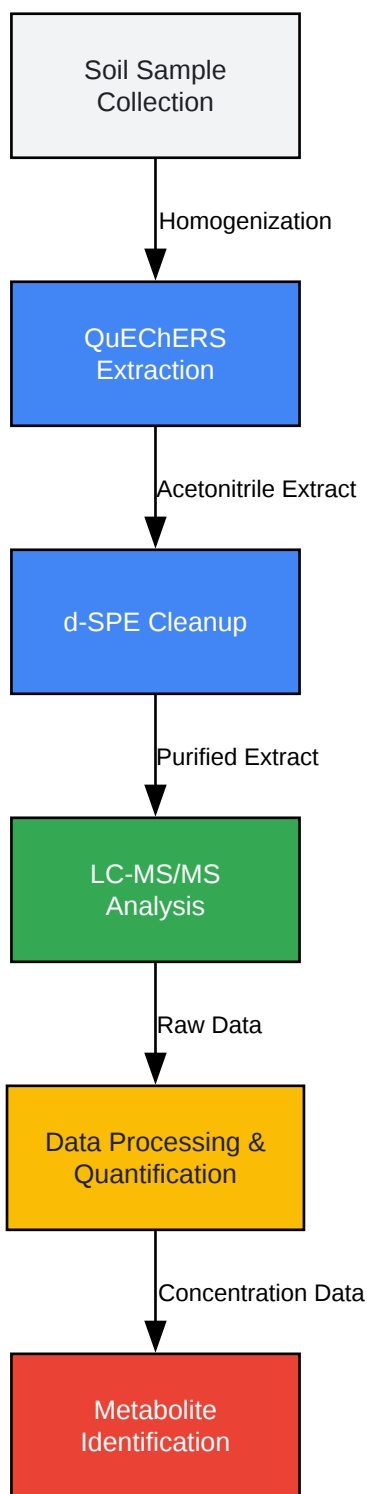 Soil Sample
Collection
Homogenization
QuEChERS
Extraction
Acetonitrile Extract
d-SPE Cleanup
Purified Extract
LC-MS/MS
Analysis
Raw Data
Data Processing &
Quantification
Concentration Data
Metabolite
Identification